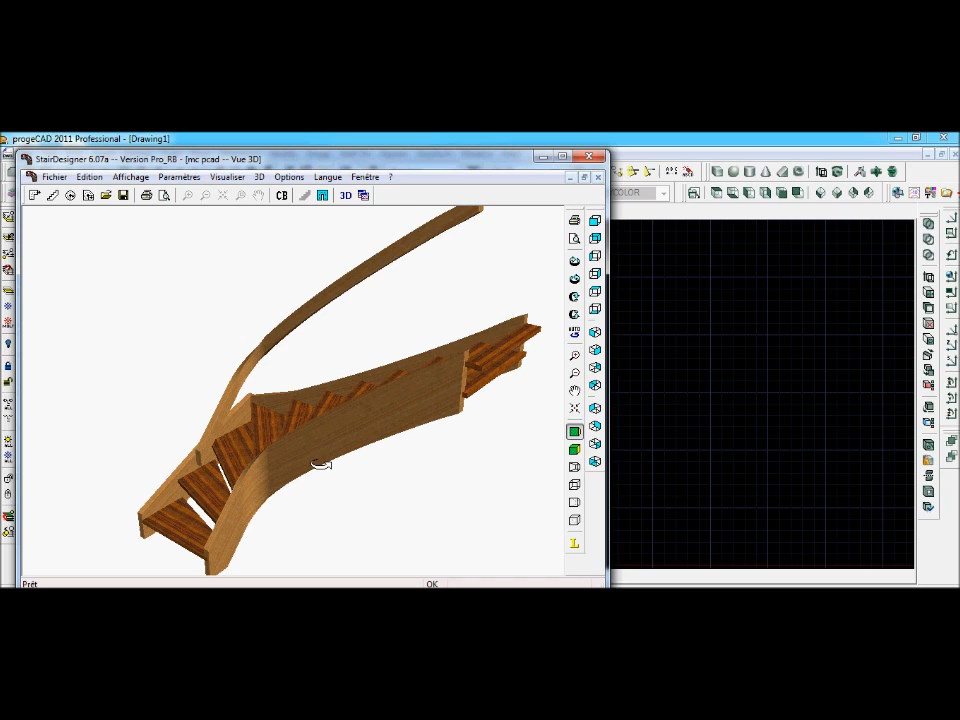 progeCAD 2011 Professional - [Drawing1]
StairDesigner 6.07a -- Version Pro_RB - [mc pcad -- Vue 3D]
Fichier Edition Affichage Paramètres Visualiser 3D Options Langue Fenêtre ?
CB 3D
COLOR
AUTO
L
Prêt OK